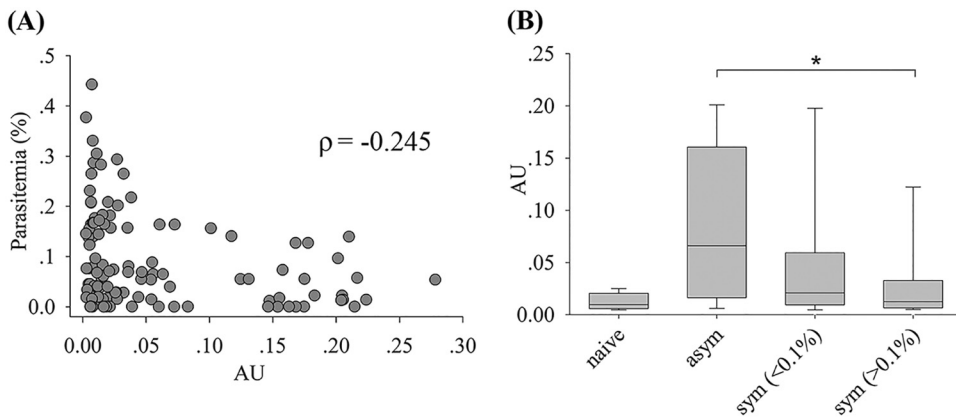 (A)
(B)
.5
.4
.3
.2
.1
0.0
Parasitemia (%)
ρ = -0.245
0.00
.05
.10
.15
.20
.25
.30
AU
.25
.20
.15
.10
.05
0.00
AU
*
naive
asym
sym (<0.1%)
sym (>0.1%)